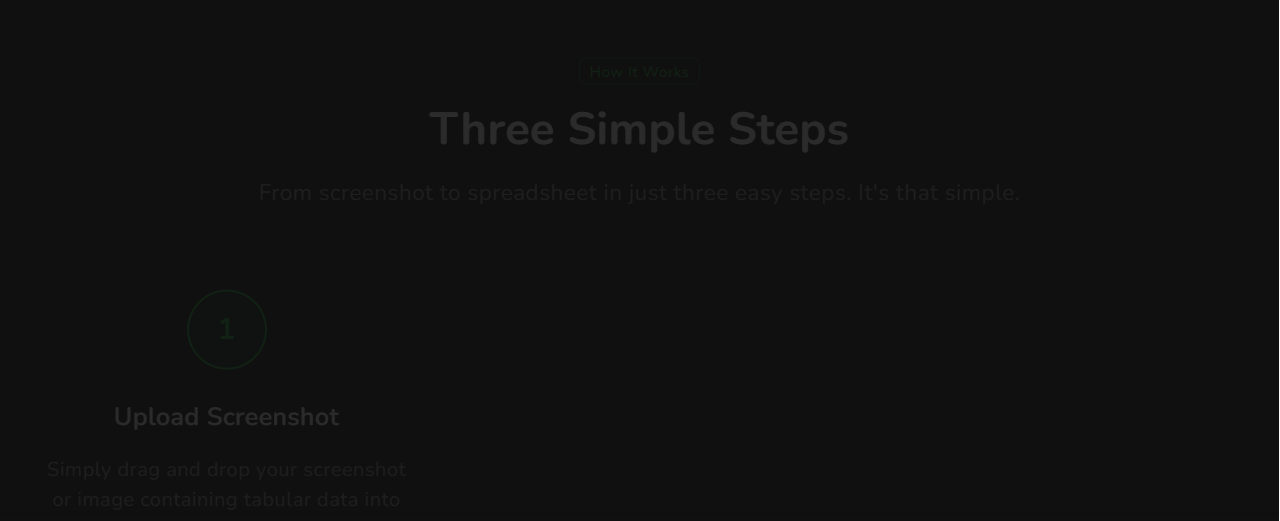 How It Works
Three Simple Steps
From screenshot to spreadsheet in just three easy steps. It's that simple.
1
Upload Screenshot
Simply drag and drop your screenshot
or image containing tabular data into